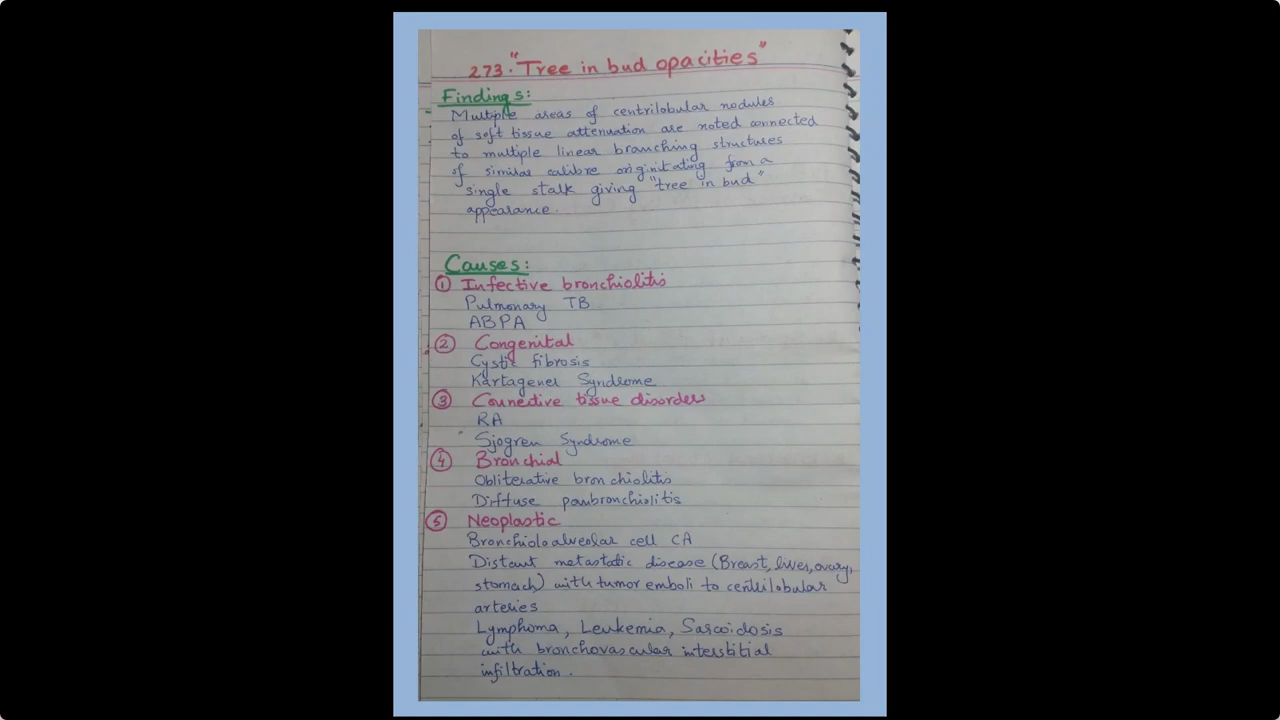 273. "Tree in bud opacities"
Findings:
Multiple areas of centrilobular nodules
of soft tissue attenuation are noted connected
to multiple linear branching structures
of similar calibre originitating from a
single stalk giving "tree in bud"
appearance.
Causes:
① Infective bronchiolitis
Pulmonary TB
ABPA
② Congenital
Cystic fibrosis
Kartagener Syndrome
③ Connective tissue disorders
RA
Sjogren Syndrome
④ Bronchial
Obliterative bronchiolitis
Diffuse panbronchiolitis
⑤ Neoplastic
Bronchioloalveolar cell CA
Distant metastatic disease (Breast, liver, ovary,
stomach) with tumor emboli to centrilobular
arteries
Lymphoma, Leukemia, Sarcoidosis
with bronchovascular interstitial
infiltration.